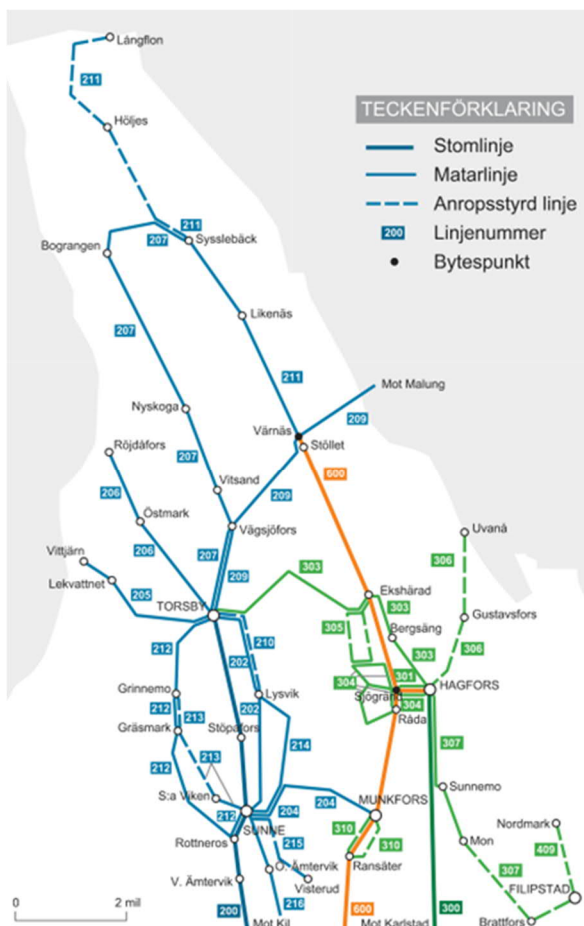 Långflon
211
Höljes
TECKENFÖRKLARING
Stomlinje
Matarlinje
Anropsstyrd linje
200 Linjenummer
Bytespunkt
211
207
Sysslebäck
Bograngen
Likenäs
207
211
Mot Malung
209
Nyskoga
Värnäs
Stöllet
Röjdåfors
207
600
206
Vitsand
209
Östmark
Vägsjöfors
Uvanå
206
207
306
Vittjärn
209
303
Lekvattnet
205
Ekshärad
TORSBY
305
303
Gustavsfors
210
Bergsäng
212
303
306
202
301
304
Grinnemo
Lysvik
Sjögränd
HAGFORS
212
202
304
213
Råda
Gräsmark
Stöpafors
307
213
214
212
Sunnemo
S:a Viken
204
MUNKFORS
212
204
Nordmark
SUNNE
310
Rottneros
215
310
Mon
409
Ö. Ämtervik
Ransäter
307
V. Ämtervik
Visterud
FILIPSTAD
216
0 2 mil
200
600
300
Mot Kil
Mot Karlstad
Brattfors